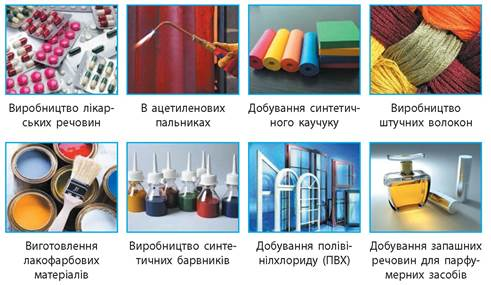 Виробництво лікар-
ських речовин
В ацетиленових
пальниках
Добування синтетич-
ного каучуку
Виробництво
штучних волокон
Виготовлення
лакофарбових
матеріалів
Виробництво синте-
тичних барвників
Добування поліві-
нілхлориду (ПВХ)
Добування запашних
речовин для парфу-
мерних засобів